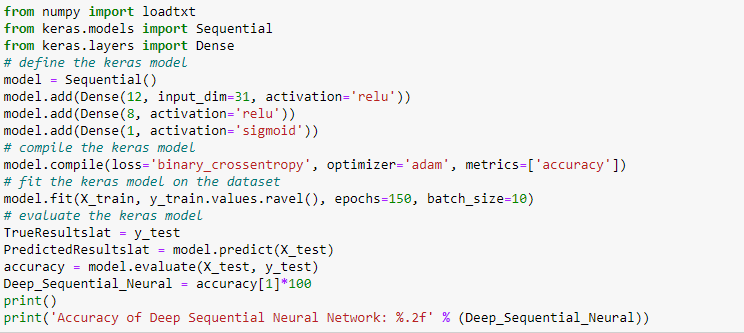 from numpy import loadtxt
from keras.models import Sequential
from keras.layers import Dense
# define the keras model
model = Sequential()
model.add(Dense(12, input_dim=31, activation='relu'))
model.add(Dense(8, activation='relu'))
model.add(Dense(1, activation='sigmoid'))
# compile the keras model
model.compile(loss='binary_crossentropy', optimizer='adam', metrics=['accuracy'])
# fit the keras model on the dataset
model.fit(X_train, y_train.values.ravel(), epochs=150, batch_size=10)
# evaluate the keras model
TrueResultslat = y_test
PredictedResultslat = model.predict(X_test)
accuracy = model.evaluate(X_test, y_test)
Deep_Sequential_Neural = accuracy[1]*100
print()
print('Accuracy of Deep Sequential Neural Network: %.2f' % (Deep_Sequential_Neural))